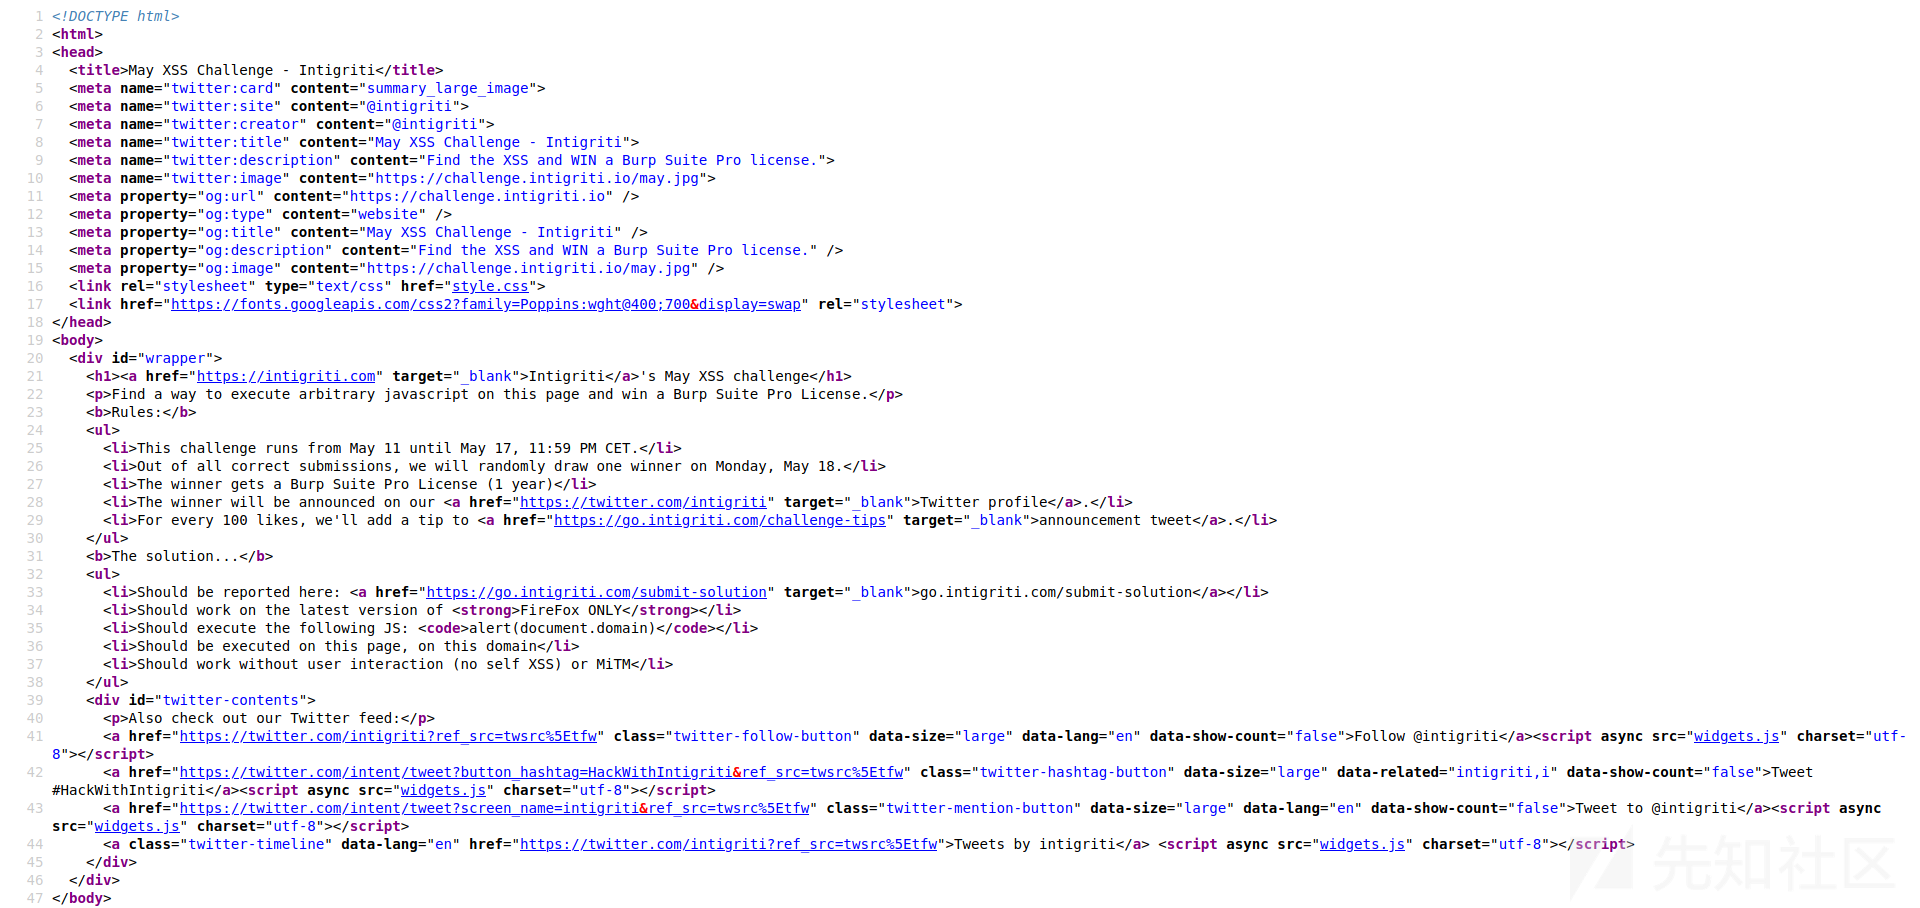 1 <!DOCTYPE html>
2 <html>
3 <head>
4 <title>May XSS Challenge - Intigriti</title>
5 <meta name="twitter:card" content="summary_large_image">
6 <meta name="twitter:site" content="@intigriti">
7 <meta name="twitter:creator" content="@intigriti">
8 <meta name="twitter:title" content="May XSS Challenge - Intigriti">
9 <meta name="twitter:description" content="Find the XSS and WIN a Burp Suite Pro license.">
10 <meta name="twitter:image" content="https://challenge.intigriti.io/may.jpg">
11 <meta property="og:url" content="https://challenge.intigriti.io" />
12 <meta property="og:type" content="website" />
13 <meta property="og:title" content="May XSS Challenge - Intigriti" />
14 <meta property="og:description" content="Find the XSS and WIN a Burp Suite Pro license." />
15 <meta property="og:image" content="https://challenge.intigriti.io/may.jpg" />
16 <link rel="stylesheet" type="text/css" href="style.css">
17 <link href="https://fonts.googleapis.com/css2?family=Poppins:wght@400;700&display=swap" rel="stylesheet">
18 </head>
19 <body>
20 <div id="wrapper">
21 <h1><a href="https://intigriti.com" target="_blank">Intigriti</a>'s May XSS challenge</h1>
22 <p>Find a way to execute arbitrary javascript on this page and win a Burp Suite Pro License.</p>
23 <b>Rules:</b>
24 <ul>
25 <li>This challenge runs from May 11 until May 17, 11:59 PM CET.</li>
26 <li>Out of all correct submissions, we will randomly draw one winner on Monday, May 18.</li>
27 <li>The winner gets a Burp Suite Pro License (1 year)</li>
28 <li>The winner will be announced on our <a href="https://twitter.com/intigriti" target="_blank">Twitter profile</a>.</li>
29 <li>For every 100 likes, we'll add a tip to <a href="https://go.intigriti.com/challenge-tips" target="_blank">announcement tweet</a>.</li>
30 </ul>
31 <b>The solution...</b>
32 <ul>
33 <li>Should be reported here: <a href="https://go.intigriti.com/submit-solution" target="_blank">go.intigriti.com/submit-solution</a></li>
34 <li>Should work on the latest version of <strong>FireFox ONLY</strong></li>
35 <li>Should execute the following JS: <code>alert(document.domain)</code></li>
36 <li>Should be executed on this page, on this domain</li>
37 <li>Should work without user interaction (no self XSS) or MiTM</li>
38 </ul>
39 <div id="twitter-contents">
40 <p>Also check out our Twitter feed:</p>
41 <a href="https://twitter.com/intigriti?ref_src=twsrc%5Etfw" class="twitter-follow-button" data-size="large" data-lang="en" data-show-count="false">Follow @intigriti</a><script async src="widgets.js" charset="utf-
8"></script>
42 <a href="https://twitter.com/intent/tweet?button_hashtag=HackWithIntigriti&ref_src=twsrc%5Etfw" class="twitter-hashtag-button" data-size="large" data-related="intigriti,i" data-show-count="false">Tweet
#HackWithIntigriti</a><script async src="widgets.js" charset="utf-8"></script>
43 <a href="https://twitter.com/intent/tweet?screen_name=intigriti&ref_src=twsrc%5Etfw" class="twitter-mention-button" data-size="large" data-lang="en" data-show-count="false">Tweet to @intigriti</a><script async
src="widgets.js" charset="utf-8"></script>
44 <a class="twitter-timeline" data-lang="en" href="https://twitter.com/intigriti?ref_src=twsrc%5Etfw">Tweets by intigriti</a> <script async src="widgets.js" charset="utf-8"></script>
45 </div>
46 </div>
47 </body>
先知社区